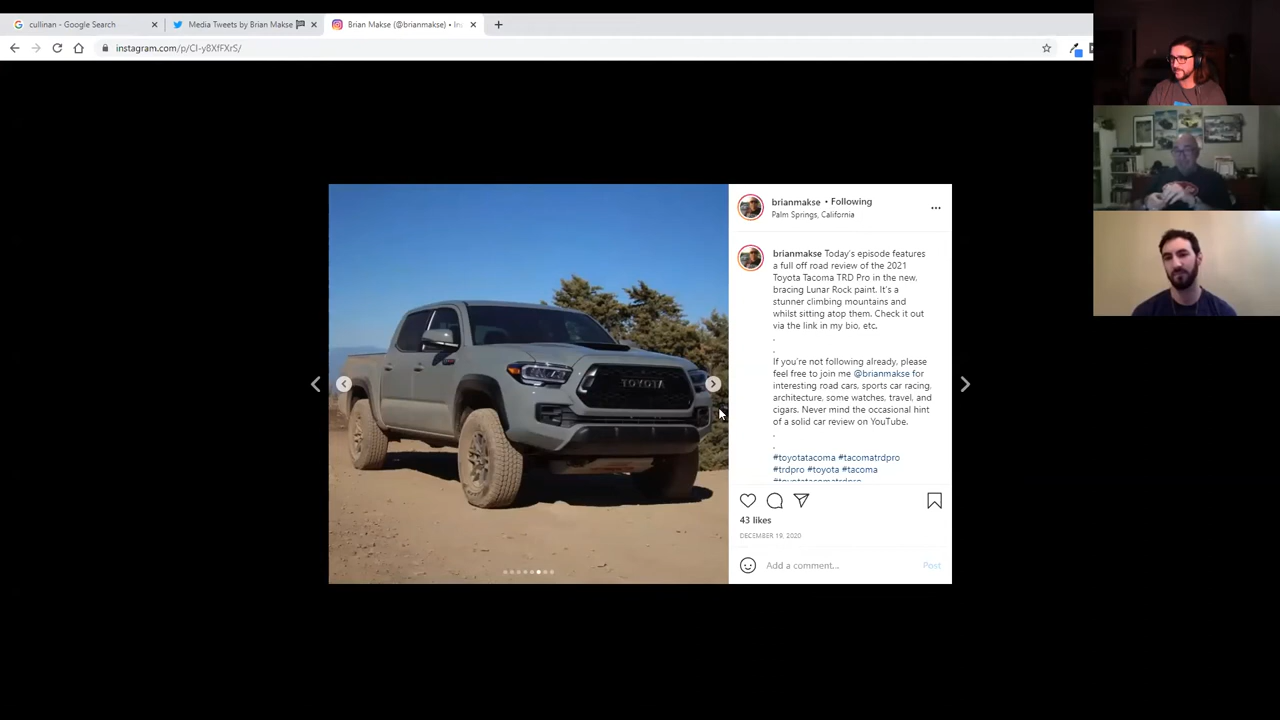 cullinan - Google Search
Media Tweets by Brian Makse
Brian Makse (@brianmakse) • In
instagram.com/p/CI-y8XfFXrS/
TOYOTA
brianmakse • Following
Palm Springs, California
brianmakse Today's episode features
a full off road review of the 2021
Toyota Tacoma TRD Pro in the new,
bracing Lunar Rock paint. It's a
stunner climbing mountains and
whilst sitting atop them. Check it out
via the link in my bio, etc.
.
.
If you're not following already, please
feel free to join me @brianmakse for
interesting road cars, sports car racing,
architecture, some watches, travel, and
cigars. Never mind the occasional hint
of a solid car review on YouTube.
.
.
#toyotatacoma #tacomatrdpro
#trdpro #toyota #tacoma
#toyotatacomatrdpro
43 likes
DECEMBER 19, 2020
Add a comment...
Post